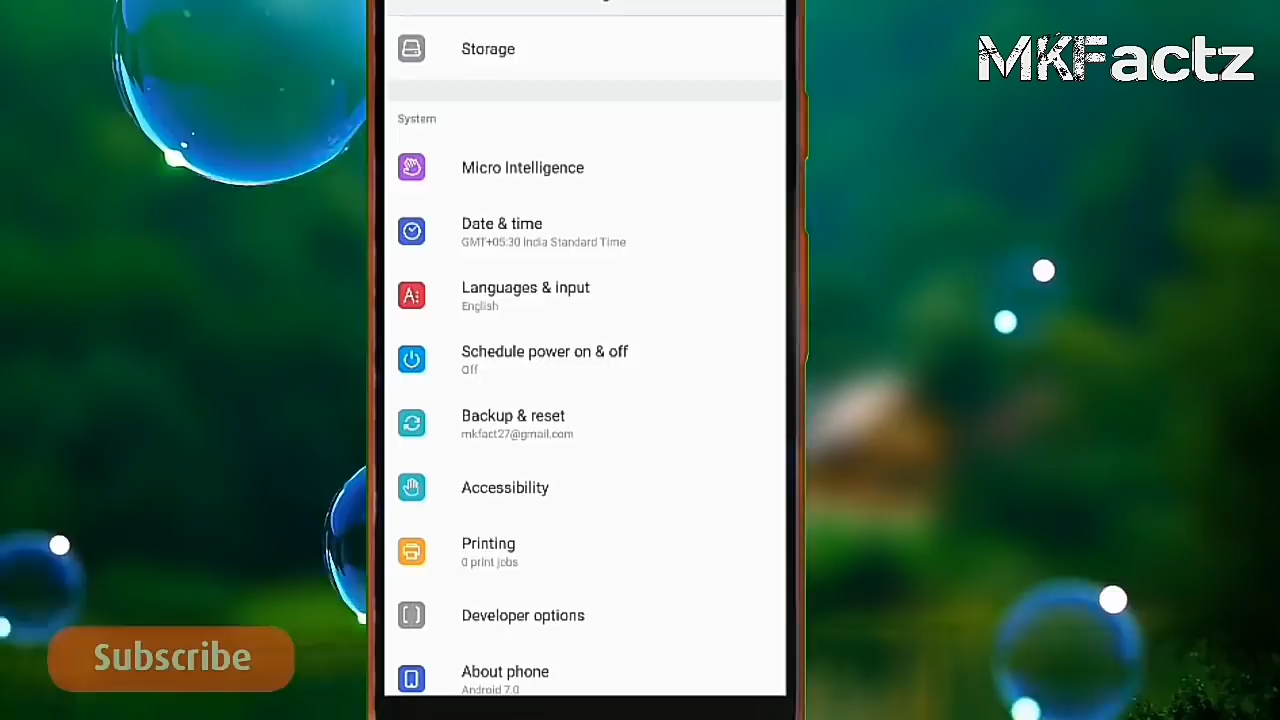 MKFactz
Storage
System
Micro Intelligence
Date & time
GMT+05:30 India Standard Time
Languages & input
English
Schedule power on & off
Off
Backup & reset
mkfact27@gmail.com
Accessibility
Printing
0 print jobs
Developer options
About phone
Android 7.0
Subscribe